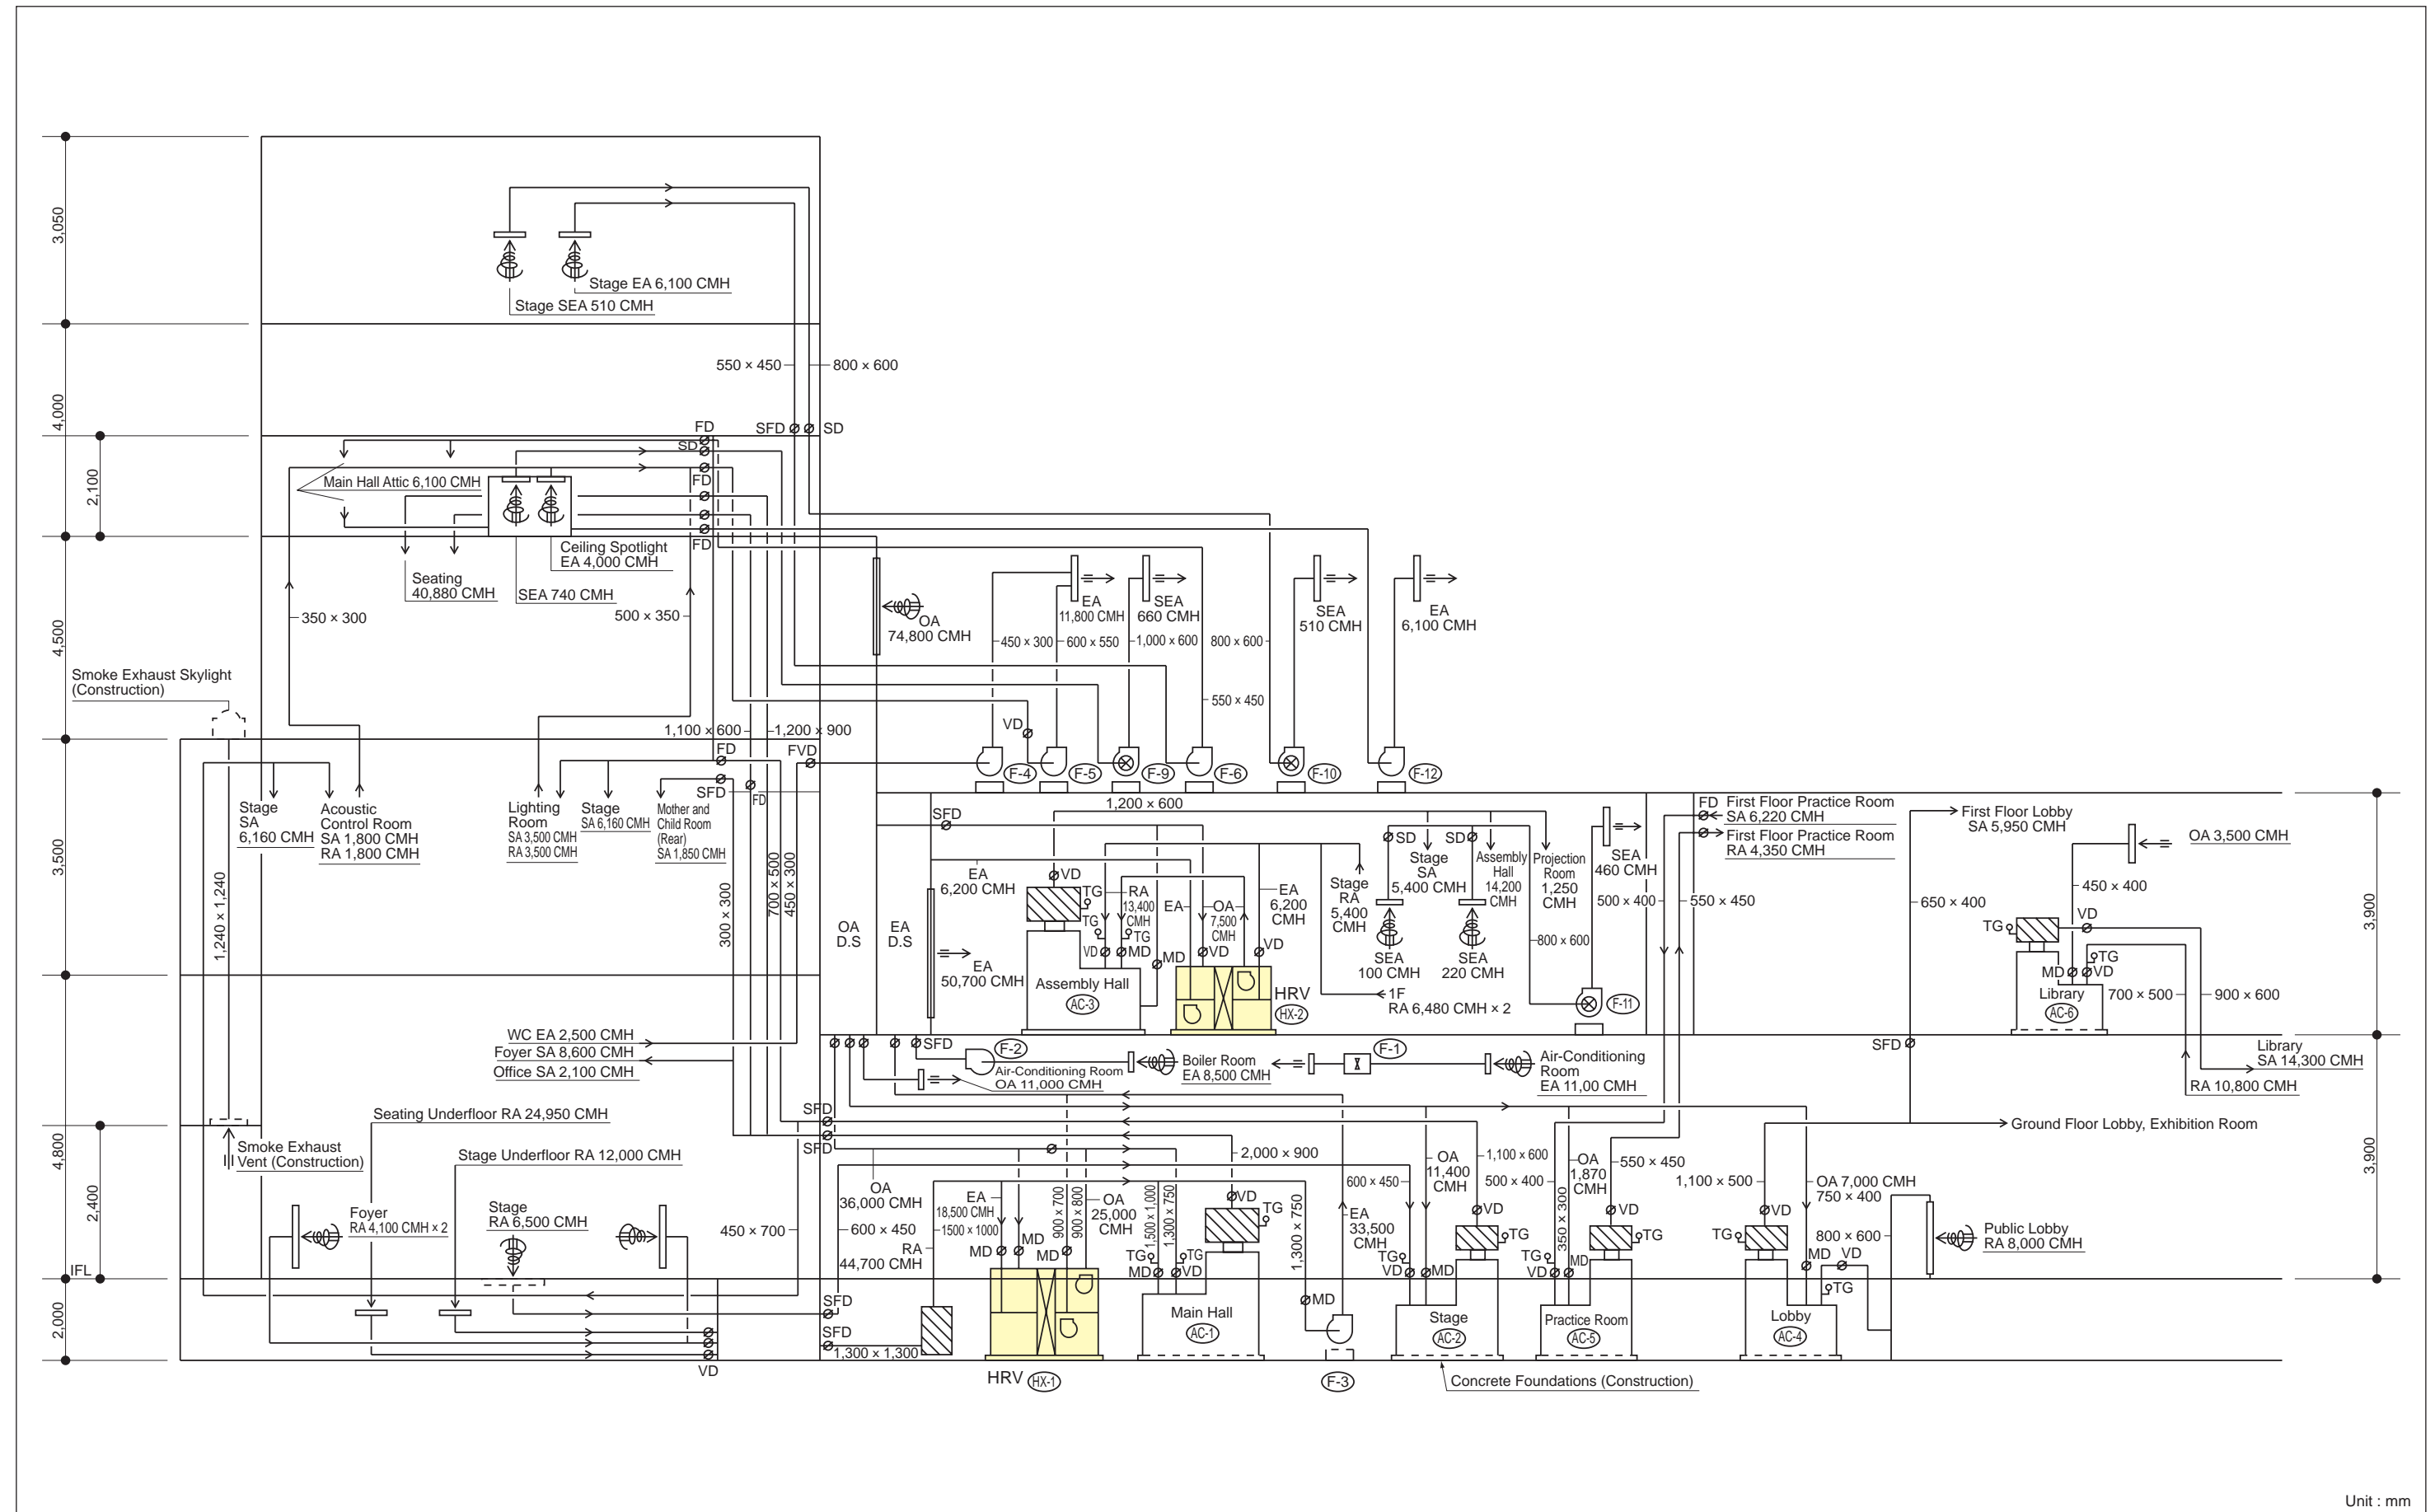 3,050
4,000
2,100
4,500
3,500
4,800
2,400
2,000
IFL
Stage EA 6,100 CMH
Stage SEA 510 CMH
550 × 450
800 × 600
FD
SFD
SD
SD
FD
FD
Main Hall Attic 6,100 CMH
Ceiling Spotlight
EA 4,000 CMH
Seating
40,880 CMH
SEA 740 CMH
350 × 300
500 × 350
OA
74,800 CMH
EA
11,800 CMH
SEA
660 CMH
SEA
510 CMH
EA
6,100 CMH
450 × 300
600 × 550
1,000 × 600
800 × 600
550 × 450
Smoke Exhaust Skylight
(Construction)
1,100 × 600
1,200 × 900
VD
FD
FVD
F-4
F-5
F-9
F-6
F-10
F-12
SFD
FD
Stage
SA
6,160 CMH
Acoustic
Control Room
SA 1,800 CMH
RA 1,800 CMH
Lighting
Room
SA 3,500 CMH
RA 3,500 CMH
Stage
SA 6,160 CMH
Mother and
Child Room
(Rear)
SA 1,850 CMH
1,240 × 1,240
300 × 300
700 × 500
450 × 300
OA
D.S
EA
D.S
SFD
1,200 × 600
EA
6,200 CMH
VD
TG
RA
13,400
CMH
TG
TG
VD
MD
MD
EA
OA
7,500
CMH
VD
EA
6,200
CMH
VD
Stage
RA
5,400
CMH
SD
Stage
SA
5,400 CMH
SD
Assembly
Hall
14,200
CMH
Projection
Room
1,250
CMH
SEA
460 CMH
SEA
100 CMH
SEA
220 CMH
800 × 600
500 × 400
550 × 450
FD
First Floor Practice Room
SA 6,220 CMH
First Floor Practice Room
RA 4,350 CMH
First Floor Lobby
SA 5,950 CMH
OA 3,500 CMH
450 × 400
650 × 400
VD
TG
TG
MD
VD
Library
AC-6
700 × 500
900 × 600
3,900
EA
50,700 CMH
Assembly Hall
AC-3
HRV
HX-2
1F
RA 6,480 CMH × 2
F-11
WC EA 2,500 CMH
Foyer SA 8,600 CMH
Office SA 2,100 CMH
SFD
F-2
Air-Conditioning Room
OA 11,000 CMH
Boiler Room
EA 8,500 CMH
F-1
Air-Conditioning
Room
EA 11,00 CMH
SFD
Library
SA 14,300 CMH
RA 10,800 CMH
Seating Underfloor RA 24,950 CMH
Smoke Exhaust
Vent (Construction)
Stage Underfloor RA 12,000 CMH
SFD
SFD
Ground Floor Lobby, Exhibition Room
3,900
Foyer
RA 4,100 CMH × 2
Stage
RA 6,500 CMH
450 × 700
OA
36,000 CMH
600 × 450
RA
44,700 CMH
EA
18,500 CMH
1500 × 1000
MD
MD
900 × 700
MD
900 × 800
OA
25,000
CMH
1,500 × 1,000
1,300 × 750
TG
MD
TG
VD
2,000 × 900
VD
TG
1,300 × 750
MD
EA
33,500
CMH
600 × 450
TG
VD
OA
11,400
CMH
MD
1,100 × 600
500 × 400
VD
TG
TG
VD
350 × 300
OA
1,870
CMH
MD
550 × 450
VD
TG
1,100 × 500
VD
TG
OA 7,000 CMH
750 × 400
800 × 600
MD
VD
TG
Public Lobby
RA 8,000 CMH
SFD
SFD
1,300 × 1,300
VD
HRV
HX-1
Main Hall
AC-1
F-3
Stage
AC-2
Practice Room
AC-5
Lobby
AC-4
Concrete Foundations (Construction)
Unit : mm